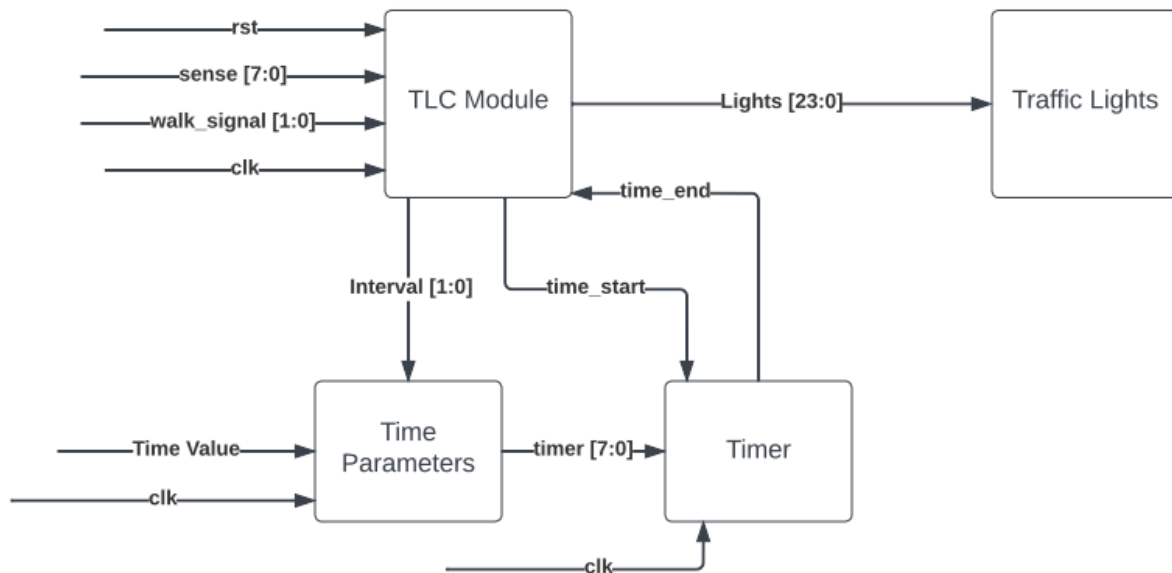 rst
sense [7:0]
walk_signal [1:0]
clk
TLC Module
Lights [23:0]
Traffic Lights
time_end
Interval [1:0]
time_start
Time Value
clk
Time
Parameters
timer [7:0]
Timer
clk